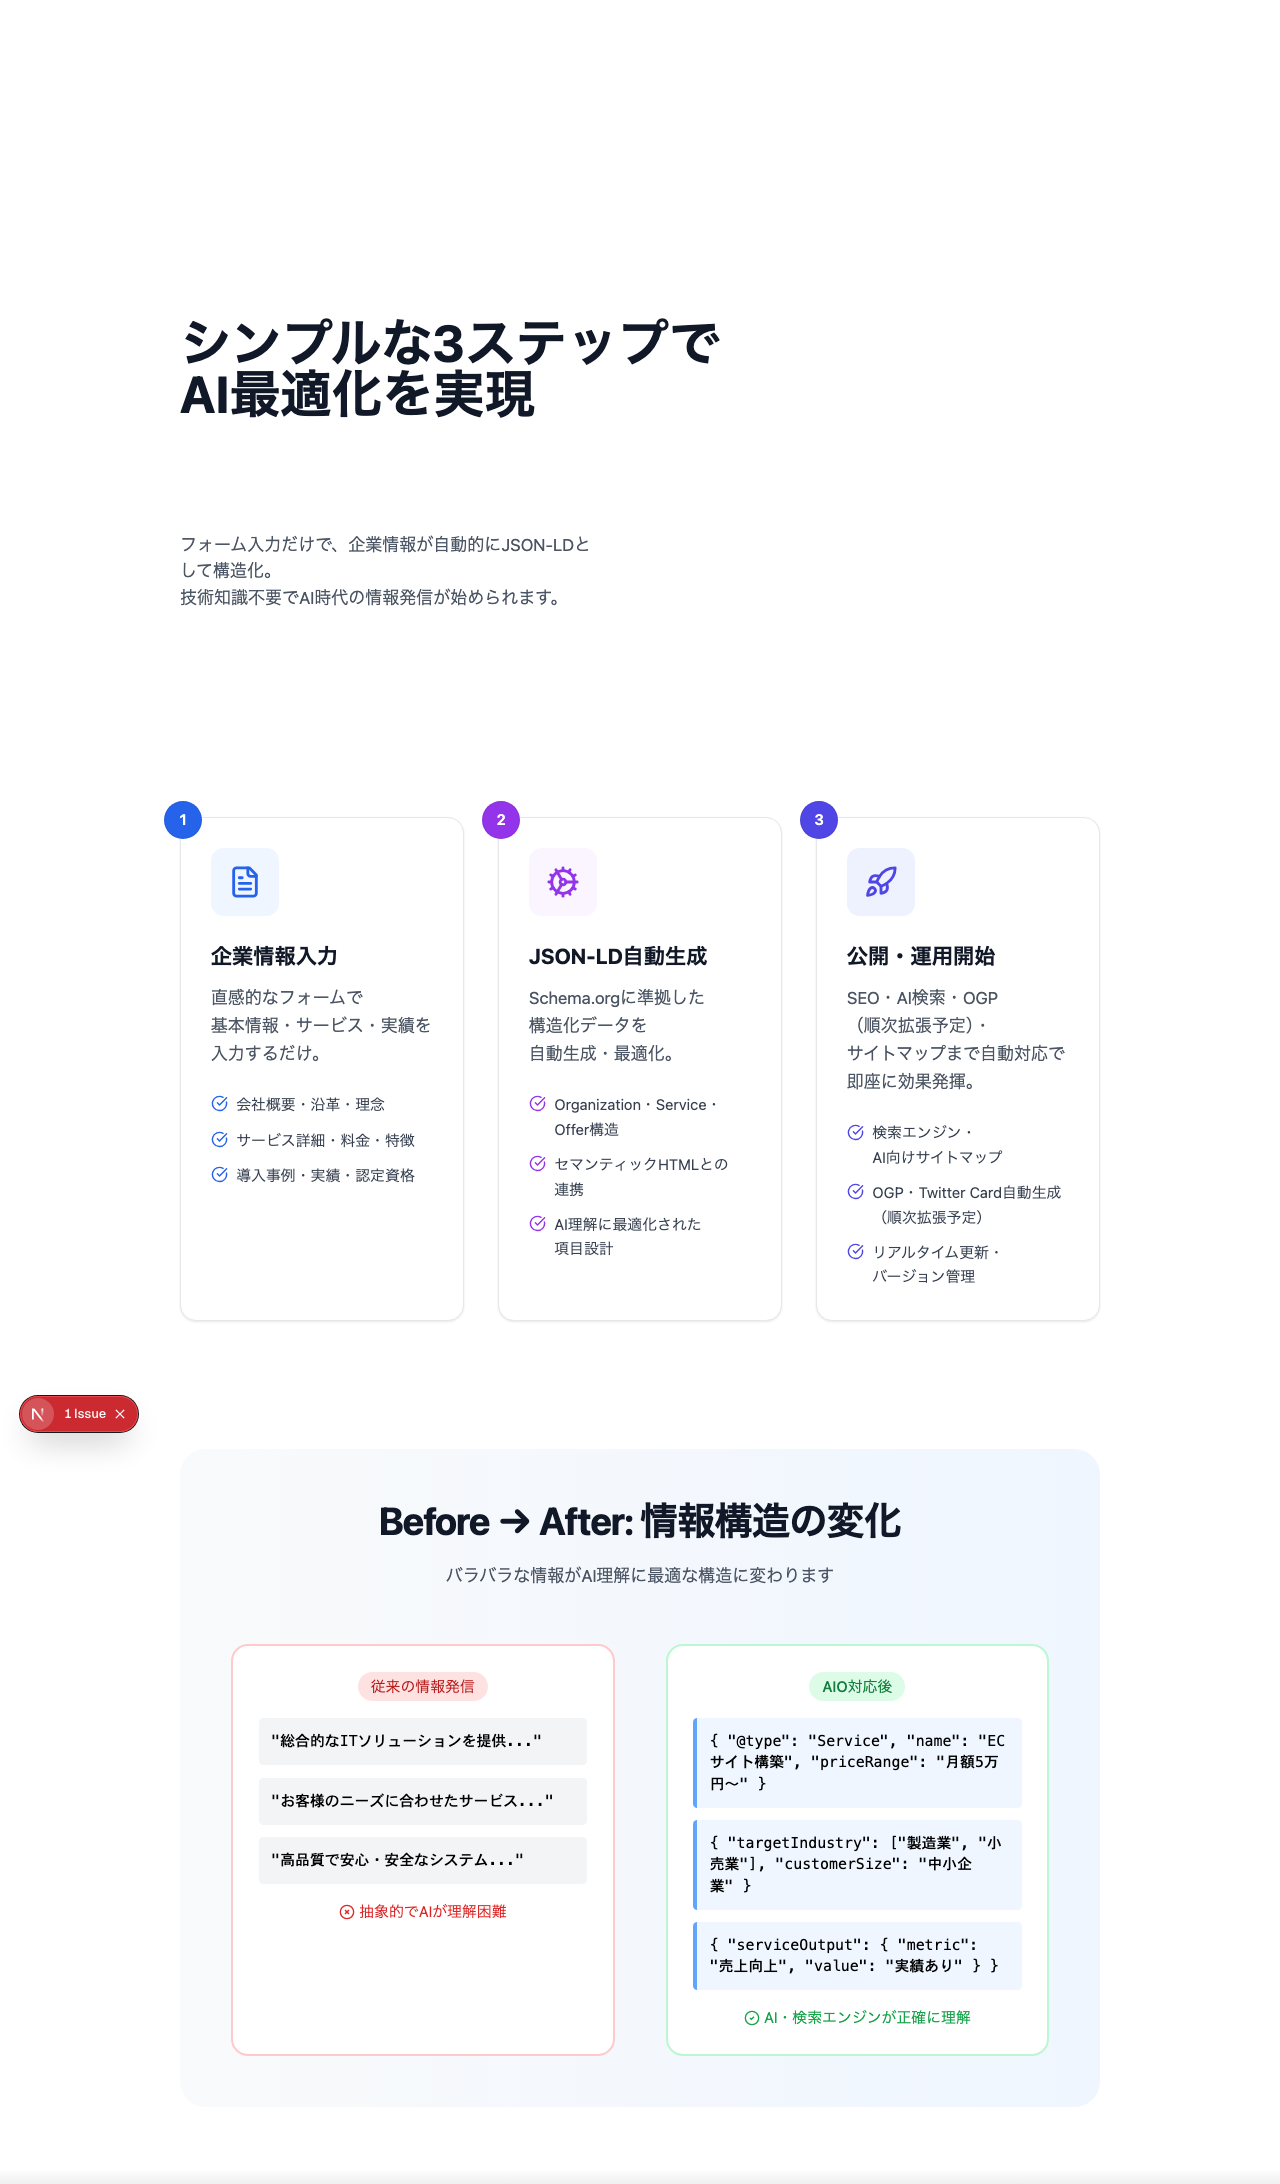 シンプルな3ステップで
AI最適化を実現
フォーム入力だけで、企業情報が自動的にJSON-LDと
して構造化。
技術知識不要でAI時代の情報発信が始められます。
1
企業情報入力
直感的なフォームで
基本情報・サービス・実績を
入力するだけ。
会社概要・沿革・理念
サービス詳細・料金・特徴
導入事例・実績・認定資格
2
JSON-LD自動生成
Schema.orgに準拠した
構造化データを
自動生成・最適化。
Organization・Service・
Offer構造
セマンティックHTMLとの
連携
AI理解に最適化された
項目設計
3
公開・運用開始
SEO・AI検索・OGP
（順次拡張予定）・
サイトマップまで自動対応で
即座に効果発揮。
検索エンジン・
AI向けサイトマップ
OGP・Twitter Card自動生成
（順次拡張予定）
リアルタイム更新・
バージョン管理
N 1 Issue ×
Before → After: 情報構造の変化
バラバラな情報がAI理解に最適な構造に変わります
従来の情報発信
"総合的なITソリューションを提供..."
"お客様のニーズに合わせたサービス..."
"高品質で安心・安全なシステム..."
抽象的でAIが理解困難
AIO対応後
{ "@type": "Service", "name": "EC
サイト構築", "priceRange": "月額5万
円〜" }
{ "targetIndustry": ["製造業", "小
売業"], "customerSize": "中小企
業" }
{ "serviceOutput": { "metric":
"売上向上", "value": "実績あり" } }
AI・検索エンジンが正確に理解